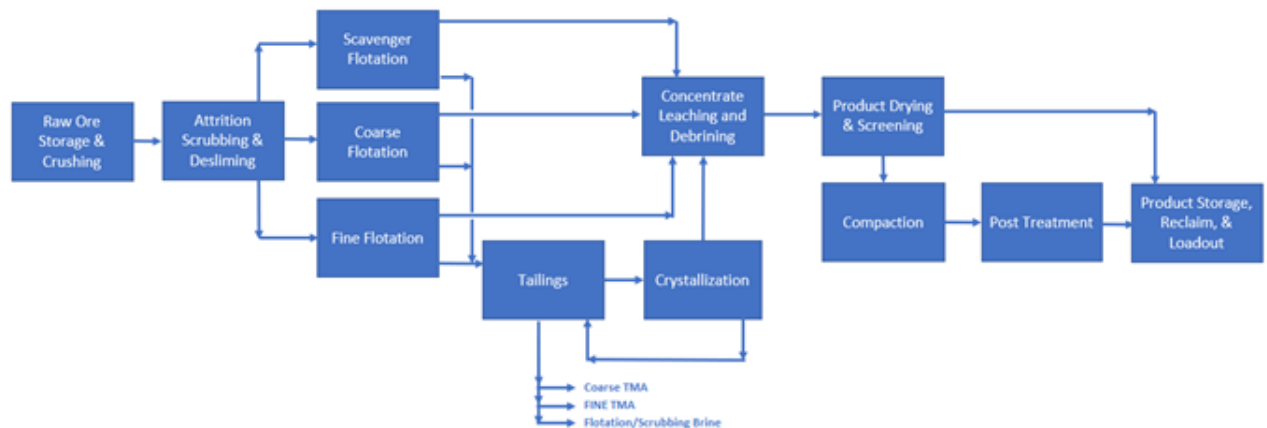 Raw Ore
Storage &
Crushing
Attrition
Scrubbing &
Desliming
Scavenger
Flotation
Coarse
Flotation
Fine Flotation
Tailings
Crystallization
Concentrate
Leaching and
Debrining
Product Drying
& Screening
Compaction
Post Treatment
Product Storage,
Reclaim, &
Loadout
Coarse TMA
FINE TMA
Flotation/Scrubbing Brine